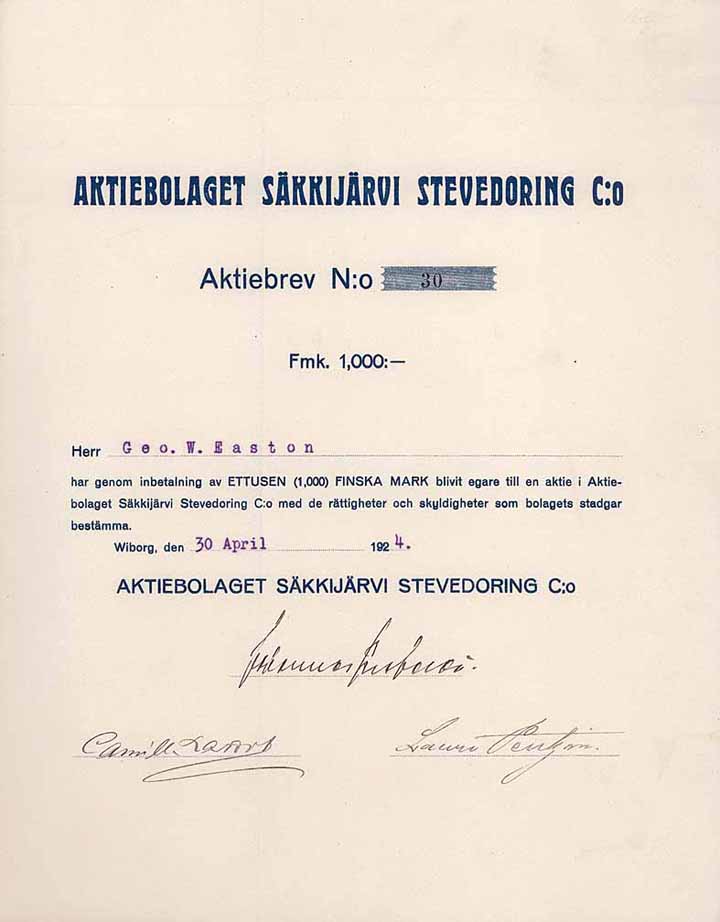 AKTIEBOLAGET SÄKKIJÄRVI STEVEDORING C:o
Aktiebrev N:o 30
Fmk. 1,000:—
Herr Geo. W. Easton
har genom inbetalning av ETTUSEN (1,000) FINSKA MARK blivit egare till en aktie i Aktie-
bolaget Säkkijärvi Stevedoring C:o med de rättigheter och skyldigheter som bolagets stadgar
bestämma.
Wiborg, den 30 April 1924.
AKTIEBOLAGET SÄKKIJÄRVI STEVEDORING C:o
Camill
Lauri